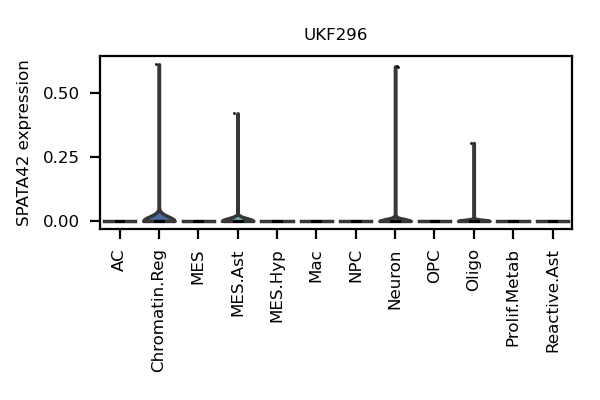 UKF296
SPATA42 expression
0.50
0.25
0.00
AC
Chromatin.Reg
MES
MES.Ast
MES.Hyp
Mac
NPC
Neuron
OPC
Oligo
Prolif.Metab
Reactive.Ast